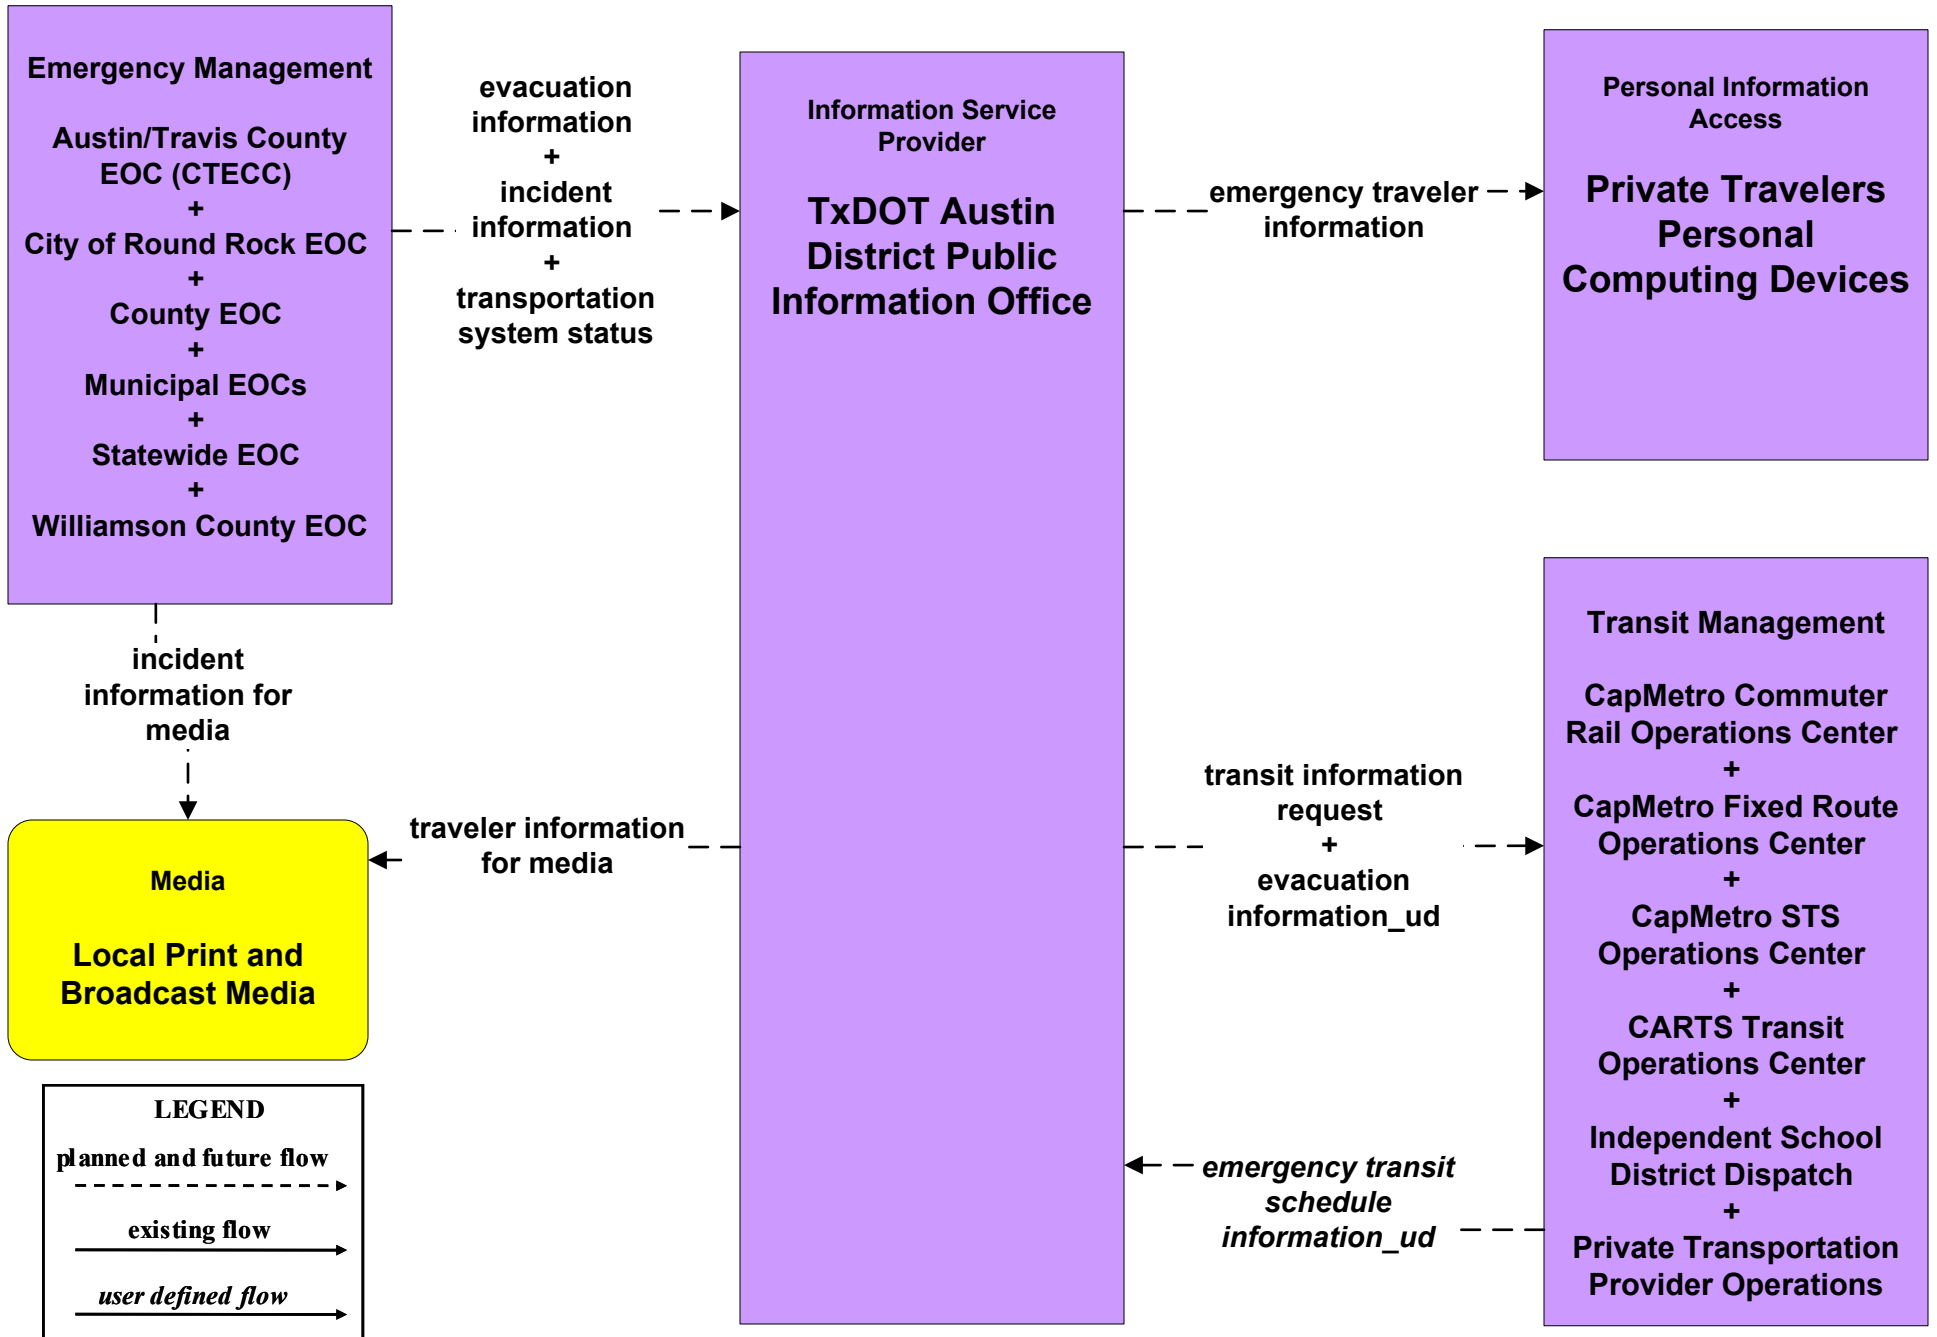 Emergency Management
Austin/Travis County
EOC (CTECC)
+
City of Round Rock EOC
+
County EOC
+
Municipal EOCs
+
Statewide EOC
+
Williamson County EOC
evacuation
information
+
incident
information
+
transportation
system status
Information Service
Provider
TxDOT Austin
District Public
Information Office
emergency traveler
information
Personal Information
Access
Private Travelers
Personal
Computing Devices
incident
information for
media
Media
Local Print and
Broadcast Media
traveler information
for media
transit information
request
+
evacuation
information_ud
emergency transit
schedule
information_ud
Transit Management
CapMetro Commuter
Rail Operations Center
+
CapMetro Fixed Route
Operations Center
+
CapMetro STS
Operations Center
+
CARTS Transit
Operations Center
+
Independent School
District Dispatch
+
Private Transportation
Provider Operations
LEGEND
planned and future flow
existing flow
user defined flow